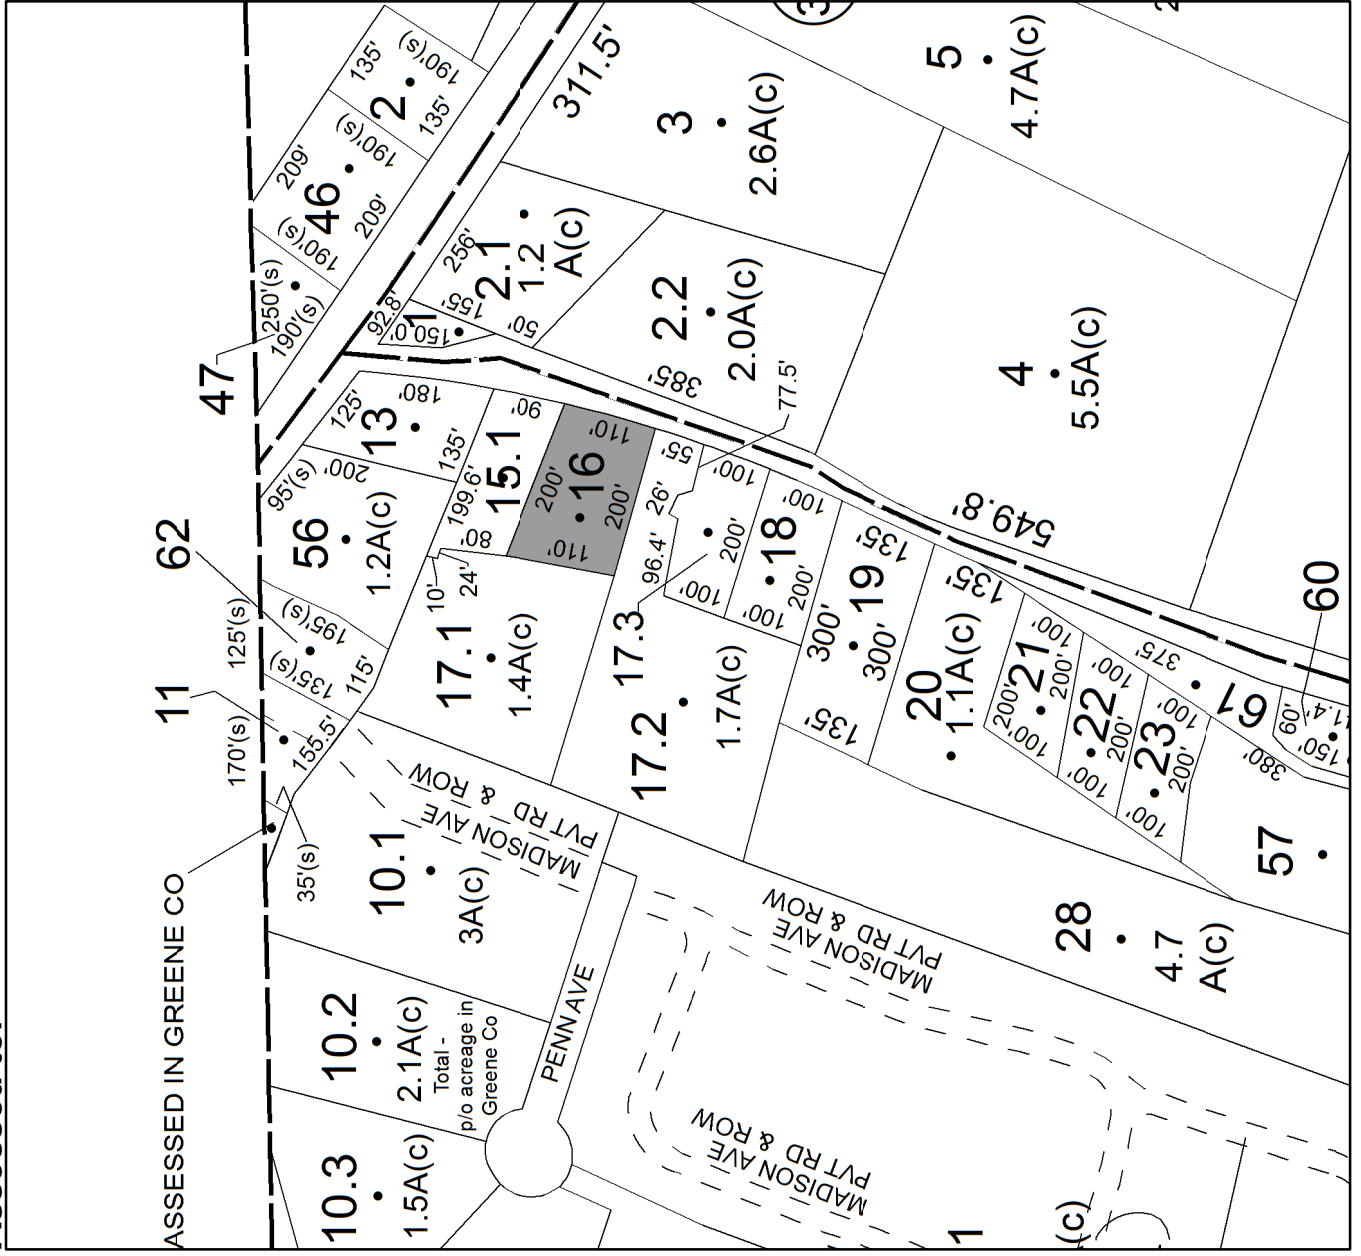 ASSESSED IN GREENE CO
47
62
11
250'(s)
190'(s)
209'
46
190'(s)
190'(s)
209'
135'
2
190'(s)
135'
311.5'
3
2.6A(c)
5
4.7A(c)
92.8'
1
150.0'
256'
2.1
1.2
A(c)
155'
50'
2.2
2.0A(c)
385'
77.5'
4
5.5A(c)
549.8'
125'
13
180'
200'
135'
95'(s)
56
1.2A(c)
199.6'
15.1
90'
80'
10'
24'
200'
16
200'
110'
110'
125'(s)
195'(s)
135'(s)
115'
170'(s)
155.5'
35'(s)
17.1
1.4A(c)
55'
26'
96.4'
17.3
100'
200'
100'
17.2
1.7A(c)
100'
18
200'
100'
300'
19
300'
135'
135'
20
1.1A(c)
135'
200'
21
200'
100'
100'
22
200'
100'
100'
23
200'
100'
100'
375'
61
380'
60
60'
150'
57
28
4.7
A(c)
10.1
3A(c)
10.2
2.1A(c)
Total -
p/o acreage in
Greene Co
10.3
1.5A(c)
PENN AVE
MADISON AVE
PVT RD & ROW
MADISON AVE
PVT RD & ROW
MADISON AVE
PVT RD & ROW
1
(c)